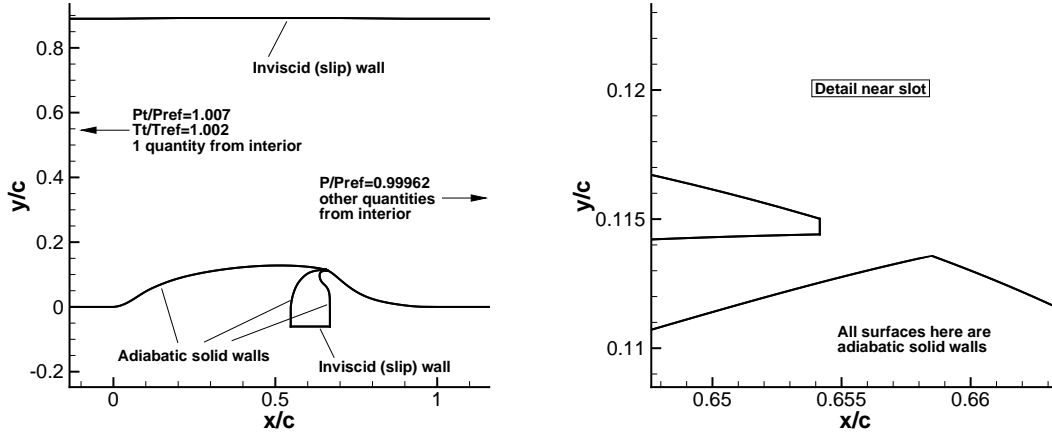 0.8
0.6
0.4
0.2
0
-0.2
y/c
0
0.5
1
x/c
Inviscid (slip) wall
Pt/Pref=1.007
Tt/Tref=1.002
1 quantity from interior
P/Pref=0.99962
other quantities
from interior
Adiabatic solid walls
Inviscid (slip) wall
0.12
0.115
0.11
y/c
0.65
0.655
0.66
x/c
Detail near slot
All surfaces here are
adiabatic solid walls